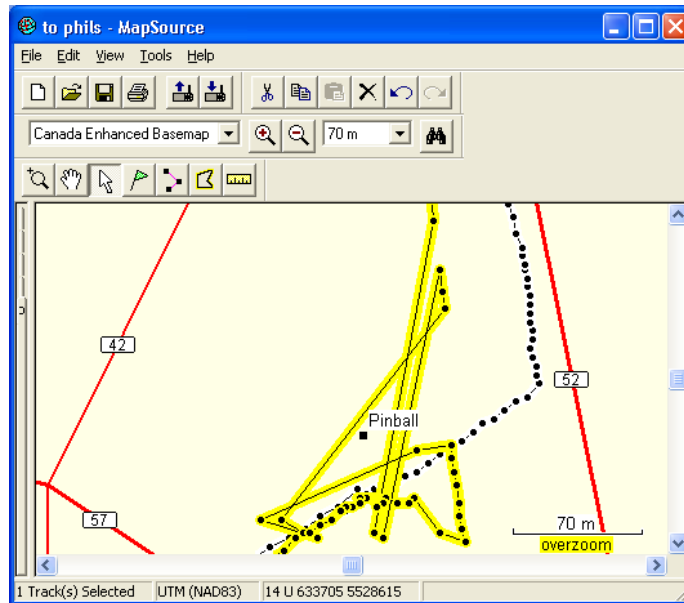 to phils - MapSource
File Edit View Tools Help
Canada Enhanced Basemap 70 m
42
52
Pinball
57
70 m
overzoom
1 Track(s) Selected UTM (NAD83) 14 U 633705 5528615